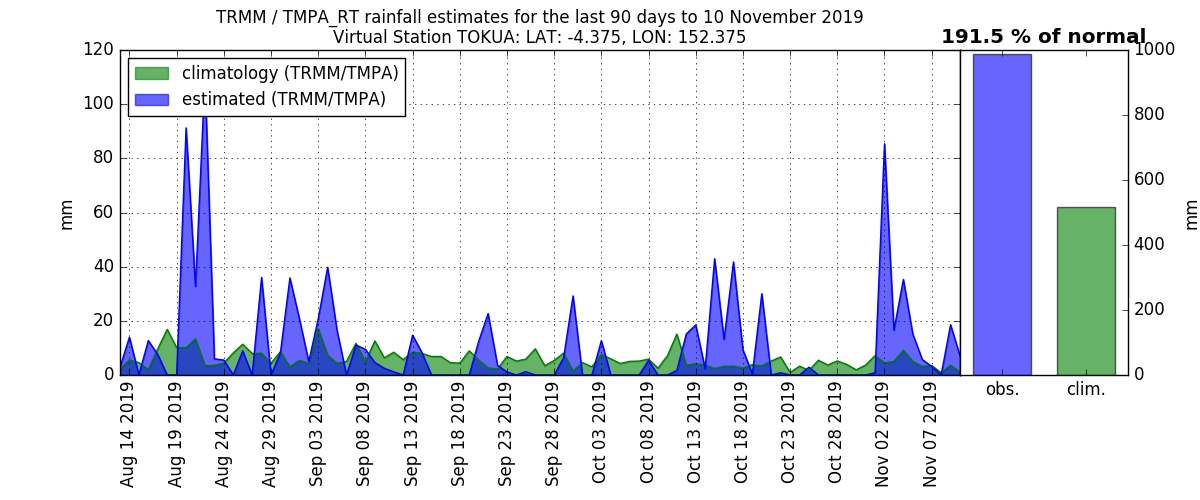 TRMM / TMPA_RT rainfall estimates for the last 90 days to 10 November 2019
Virtual Station TOKUA: LAT: -4.375, LON: 152.375
191.5 % of normal
climatology (TRMM/TMPA)
estimated (TRMM/TMPA)
120
100
80
60
40
20
0
mm
Aug 14 2019
Aug 19 2019
Aug 24 2019
Aug 29 2019
Sep 03 2019
Sep 08 2019
Sep 13 2019
Sep 18 2019
Sep 23 2019
Sep 28 2019
Oct 03 2019
Oct 08 2019
Oct 13 2019
Oct 18 2019
Oct 23 2019
Oct 28 2019
Nov 02 2019
Nov 07 2019
obs.
clim.
1000
800
600
400
200
0
mm